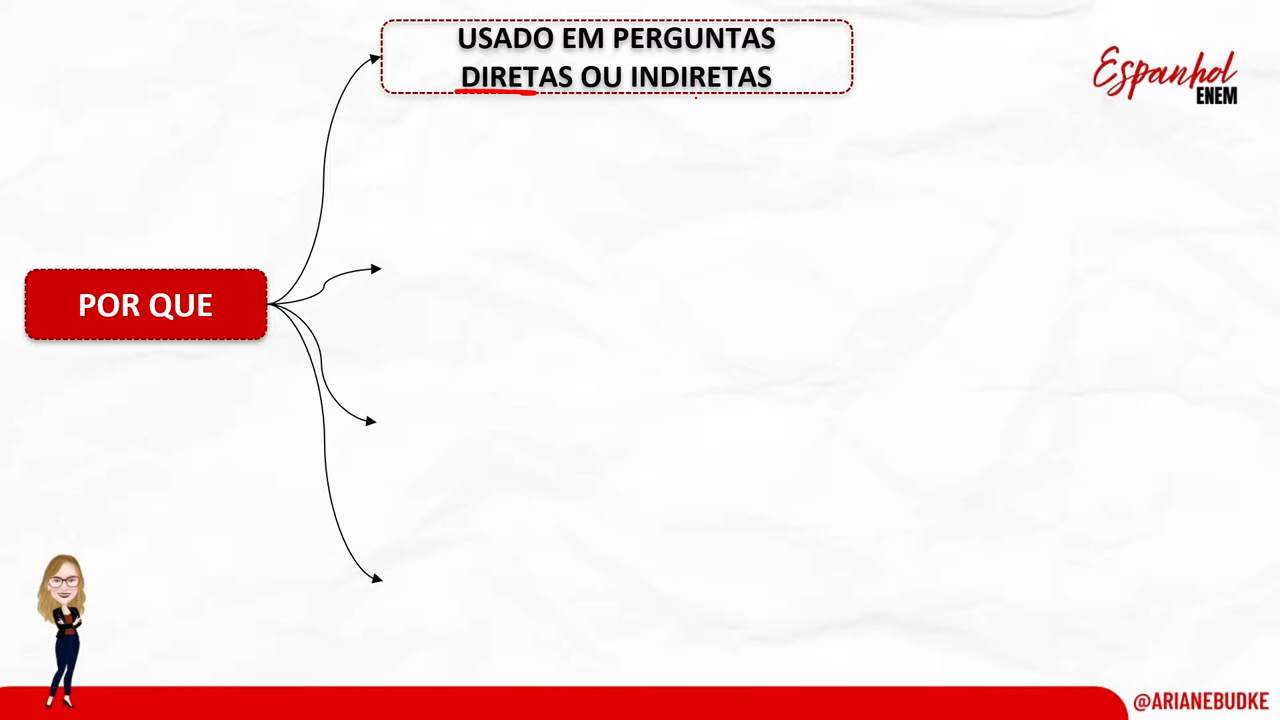 USADO EM PERGUNTAS
DIRETAS OU INDIRETAS
Espanhol
ENEM
POR QUE
@ARIANEBUDKE